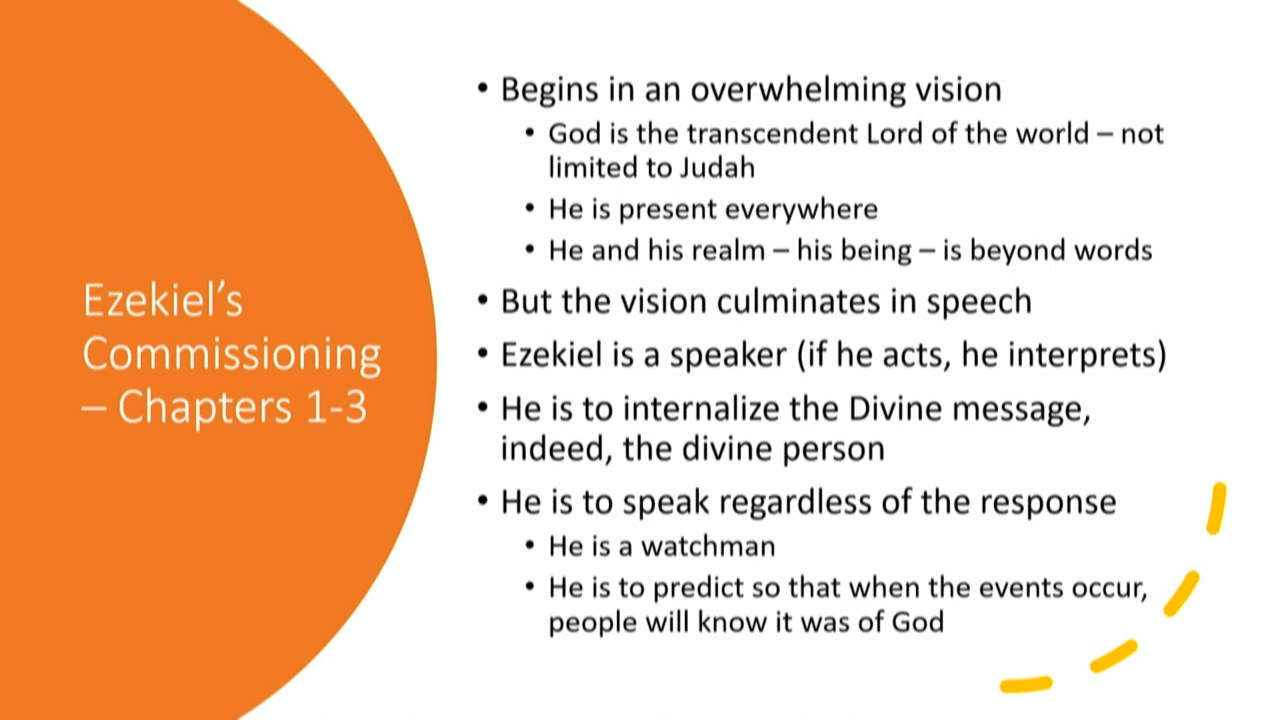 Ezekiel's
Commissioning
– Chapters 1-3
• Begins in an overwhelming vision
• God is the transcendent Lord of the world – not
limited to Judah
• He is present everywhere
• He and his realm – his being – is beyond words
• But the vision culminates in speech
• Ezekiel is a speaker (if he acts, he interprets)
• He is to internalize the Divine message,
indeed, the divine person
• He is to speak regardless of the response
• He is a watchman
• He is to predict so that when the events occur,
people will know it was of God